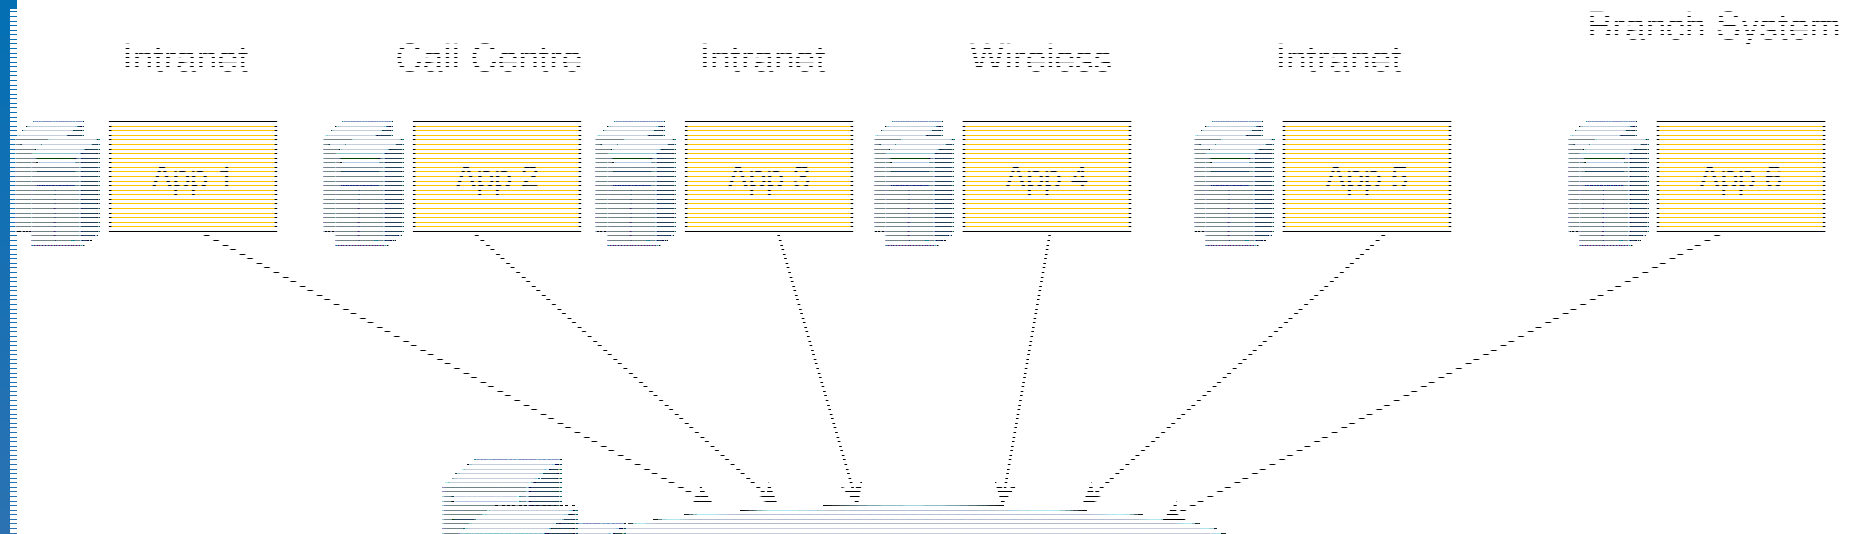 Branch System
Intranet
Call Centre
Intranet
Wireless
Intranet
App 1
App 2
App 3
App 4
App 5
App 6